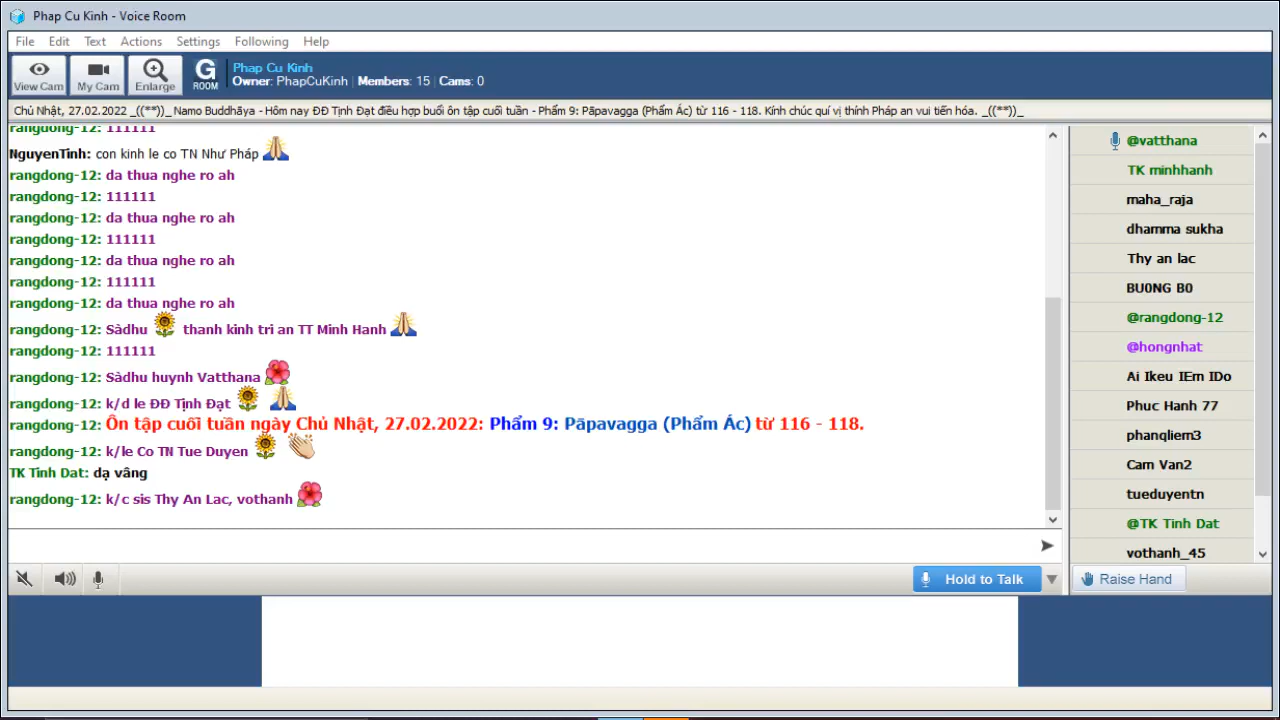 Phap Cu Kinh - Voice Room
File Edit Text Actions Settings Following Help
View Cam My Cam Enlarge G ROOM
Phap Cu Kinh
Owner: PhapCuKinh | Members: 15 | Cams: 0
Chủ Nhật, 27.02.2022 _((**))_ Namo Buddhāya - Hôm nay ĐĐ Tịnh Đạt điều hợp buổi ôn tập cuối tuần - Phẩm 9: Pāpavagga (Phẩm Ác) từ 116 - 118. Kính chúc quí vị thính Pháp an vui tiến hóa. _((**))_
rangdong-12: 111111
NguyenTinh: con kinh le co TN Như Pháp
rangdong-12: da thua nghe ro ah
rangdong-12: 111111
rangdong-12: da thua nghe ro ah
rangdong-12: 111111
rangdong-12: da thua nghe ro ah
rangdong-12: 111111
rangdong-12: da thua nghe ro ah
rangdong-12: Sàdhu thanh kinh tri an TT Minh Hanh
rangdong-12: 111111
rangdong-12: Sàdhu huynh Vatthana
rangdong-12: k/d le ĐĐ Tịnh Đạt
rangdong-12: Ôn tập cuối tuần ngày Chủ Nhật, 27.02.2022: Phẩm 9: Pāpavagga (Phẩm Ác) từ 116 - 118.
rangdong-12: k/le Co TN Tue Duyen
TK Tinh Dat: dạ vâng
rangdong-12: k/c sis Thy An Lac, vothanh
@vatthana
TK minhhanh
maha_raja
dhamma sukha
Thy an lac
BU0NG B0
@rangdong-12
@hongnhat
Ai Ikeu IEm IDo
Phuc Hanh 77
phanqliem3
Cam Van2
tueduyentn
@TK Tinh Dat
vothanh_45
Hold to Talk
Raise Hand